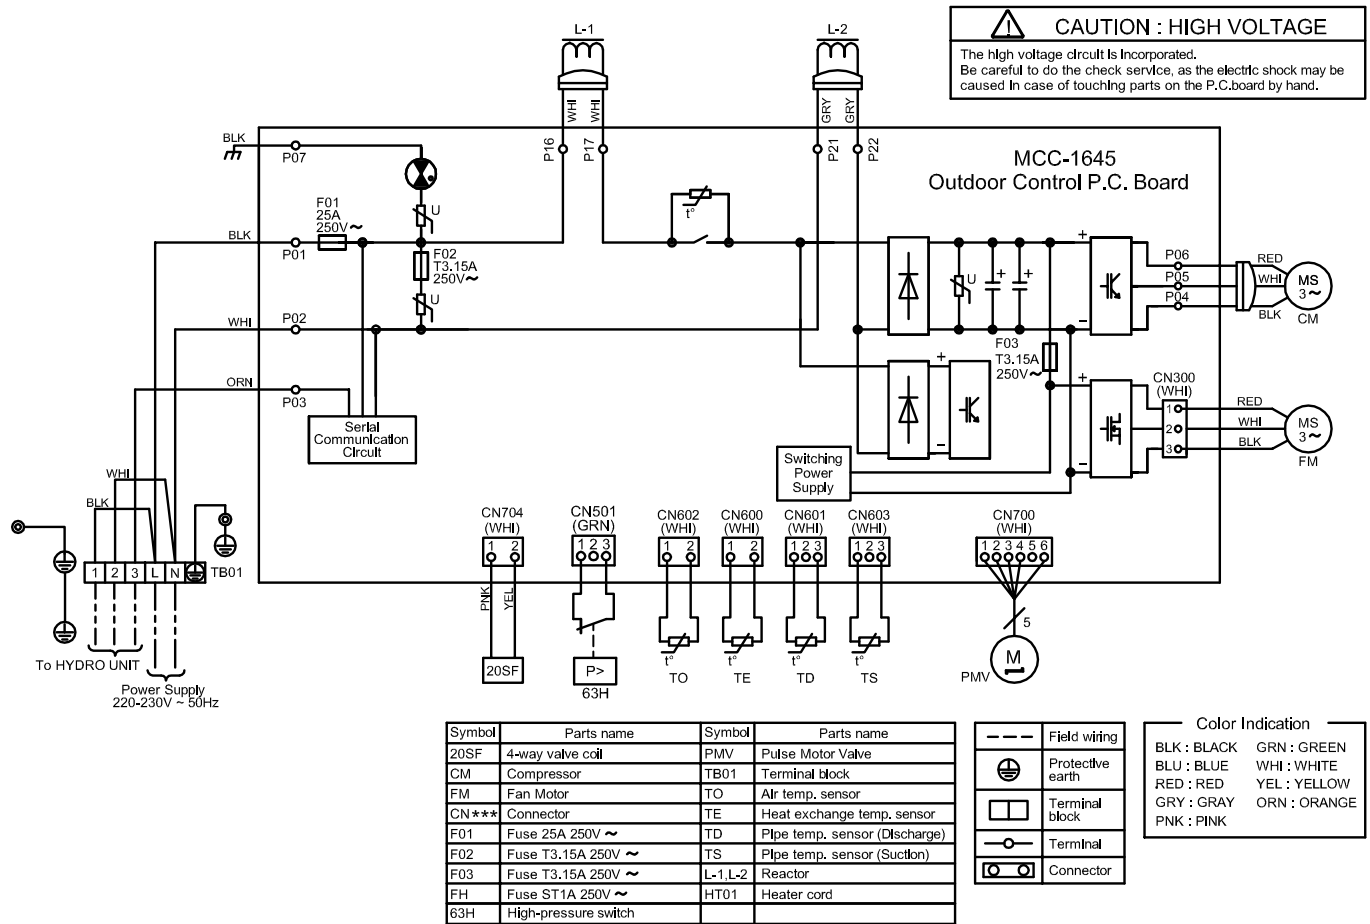 L-1
L-2
CAUTION : HIGH VOLTAGE
The high voltage circuit is incorporated.
Be careful to do the check service, as the electric shock may be
caused in case of touching parts on the P.C.board by hand.
WHI
WHI
GRY
GRY
BLK
P07
P16
P17
P21
P22
MCC-1645
Outdoor Control P.C. Board
F01
25A
250V ~
U
t°
BLK
P01
F02
T3.15A
250V ~
U
+
P06
RED
P05
WHI
P04
BLK
MS
3 ~
CM
U
+
+
–
WHI
P02
F03
T3.15A
250V ~
ORN
P03
+
–
+
–
CN300
(WHI)
1
2
3
RED
WHI
BLK
MS
3 ~
FM
Serial
Communication
Circuit
Switching
Power
Supply
WHI
BLK
1 2 3 L N
TB01
To HYDRO UNIT
Power Supply
220-230V ~ 50Hz
CN704
(WHI)
1 2
PNK
YEL
20SF
CN501
(GRN)
1 2 3
P>
63H
CN602
(WHI)
1 2
t°
TO
CN600
(WHI)
1 2
t°
TE
CN601
(WHI)
1 2 3
t°
TD
CN603
(WHI)
1 2 3
t°
TS
CN700
(WHI)
1 2 3 4 5 6
5
M
PMV
Symbol Parts name Symbol Parts name
20SF 4-way valve coil PMV Pulse Motor Valve
CM Compressor TB01 Terminal block
FM Fan Motor TO Air temp. sensor
CN*** Connector TE Heat exchange temp. sensor
F01 Fuse 25A 250V ~ TD Pipe temp. sensor (Discharge)
F02 Fuse T3.15A 250V ~ TS Pipe temp. sensor (Suction)
F03 Fuse T3.15A 250V ~ L-1,L-2 Reactor
FH Fuse ST1A 250V ~ HT01 Heater cord
63H High-pressure switch
Field wiring
Protective
earth
Terminal
block
Terminal
Connector
Color Indication
BLK : BLACK GRN : GREEN
BLU : BLUE WHI : WHITE
RED : RED YEL : YELLOW
GRY : GRAY ORN : ORANGE
PNK : PINK